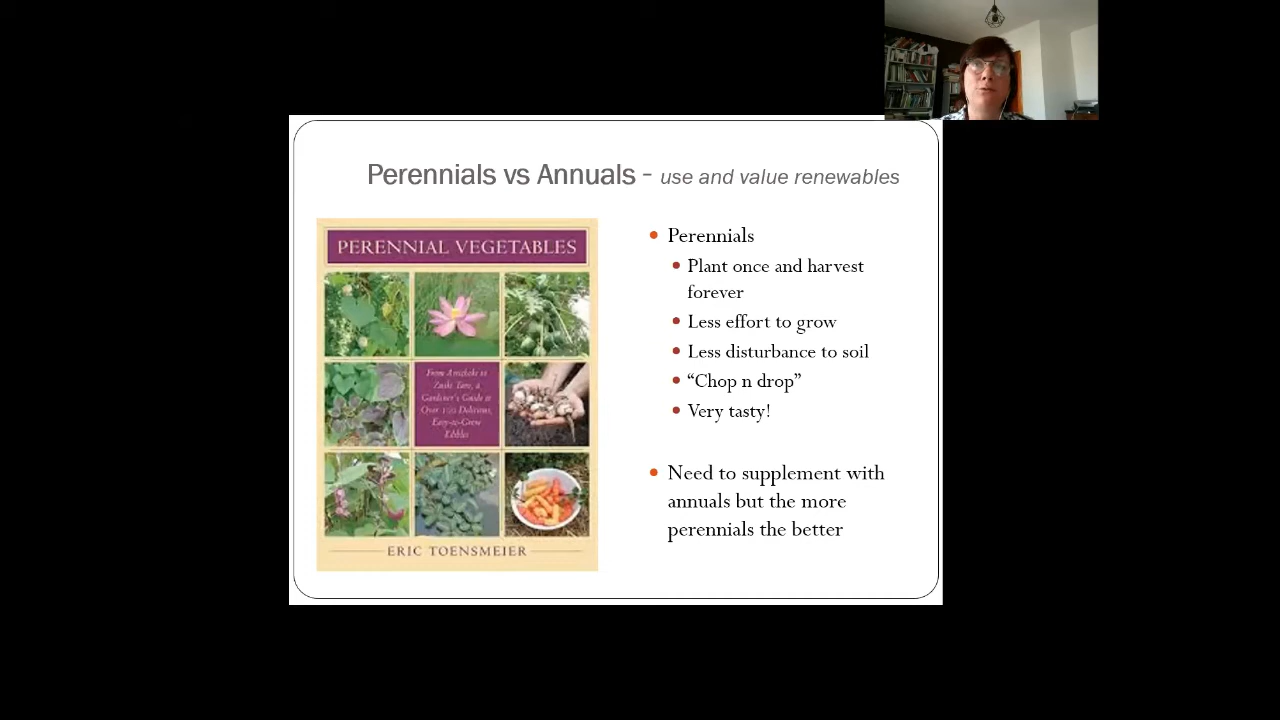 Perennials vs Annuals - use and value renewables
PERENNIAL VEGETABLES
From Artichoke to
Zuiki Taro, a
Gardener's Guide to
Over 100 Delicious,
Easy-to-Grow
Edibles
ERIC TOENSMEIER
Perennials
Plant once and harvest
forever
Less effort to grow
Less disturbance to soil
“Chop n drop”
Very tasty!
Need to supplement with
annuals but the more
perennials the better